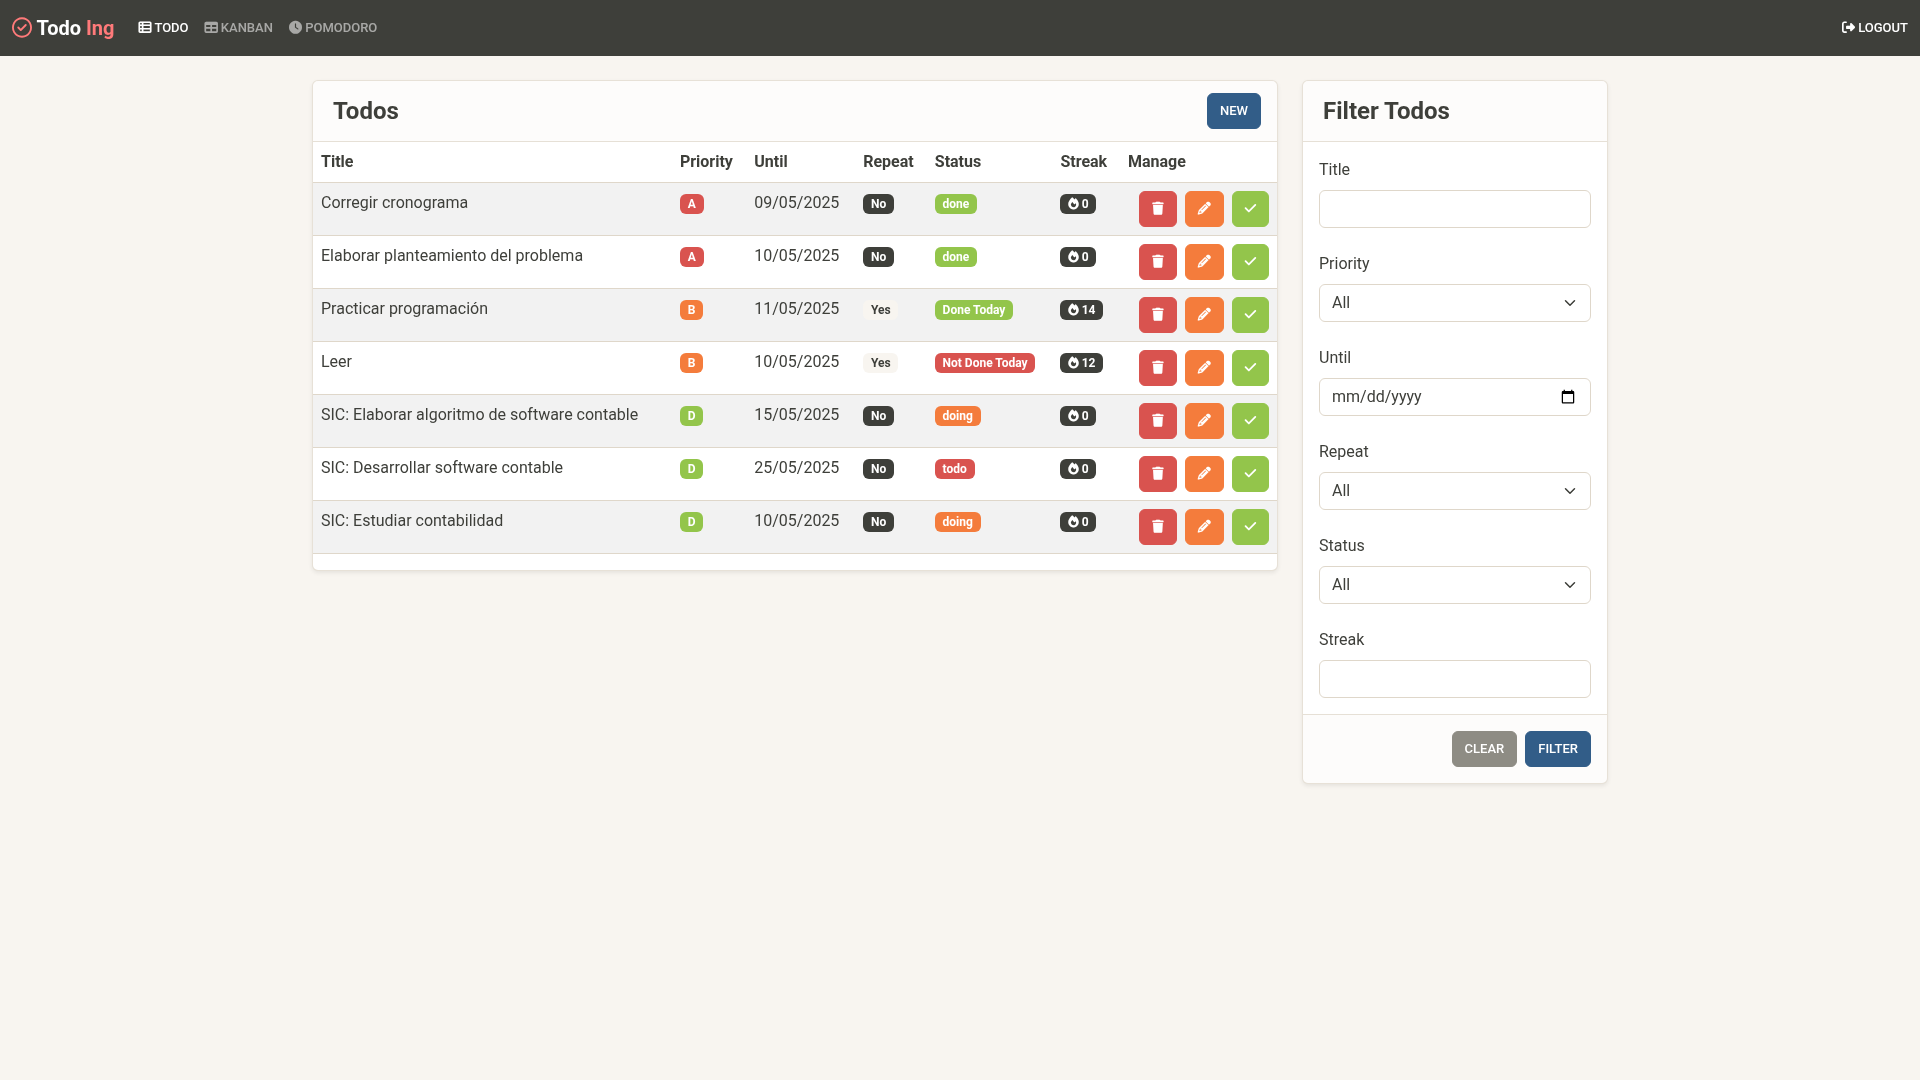 Todo Ing TODO KANBAN POMODORO LOGOUT
Todos NEW
Title Priority Until Repeat Status Streak Manage
Corregir cronograma A 09/05/2025 No done 0
Elaborar planteamiento del problema A 10/05/2025 No done 0
Practicar programación B 11/05/2025 Yes Done Today 14
Leer B 10/05/2025 Yes Not Done Today 12
SIC: Elaborar algoritmo de software contable D 15/05/2025 No doing 0
SIC: Desarrollar software contable D 25/05/2025 No todo 0
SIC: Estudiar contabilidad D 10/05/2025 No doing 0
Filter Todos
Title
Priority
All
Until
mm/dd/yyyy
Repeat
All
Status
All
Streak
CLEAR FILTER